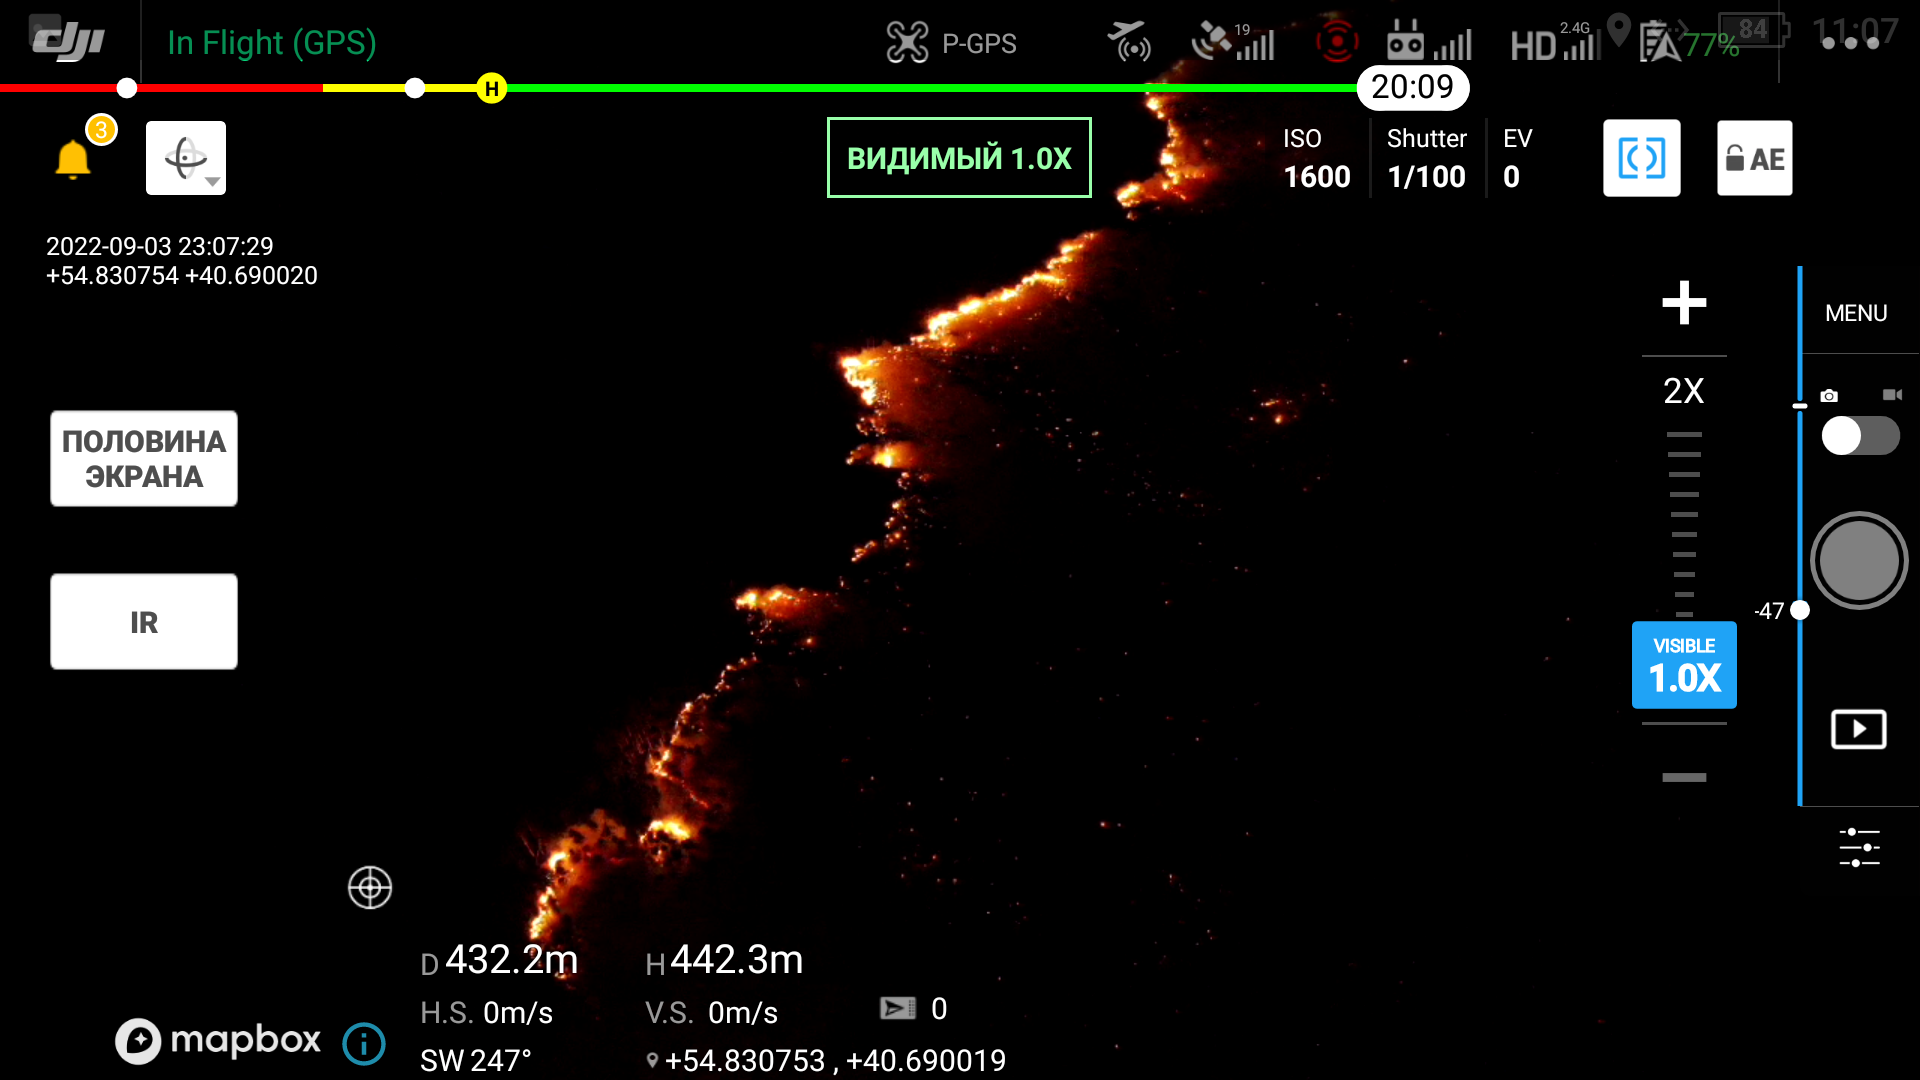 dji
In Flight (GPS)
P-GPS
19
HD 2.4G
77%
84
11:07
H
20:09
3
ВИДИМЫЙ 1.0X
ISO
1600
Shutter
1/100
EV
0
AE
2022-09-03 23:07:29
+54.830754 +40.690020
MENU
2X
ПОЛОВИНА
ЭКРАНА
IR
-47
VISIBLE
1.0X
D 432.2m
H 442.3m
H.S. 0m/s
V.S. 0m/s
0
mapbox
SW 247°
+54.830753 , +40.690019